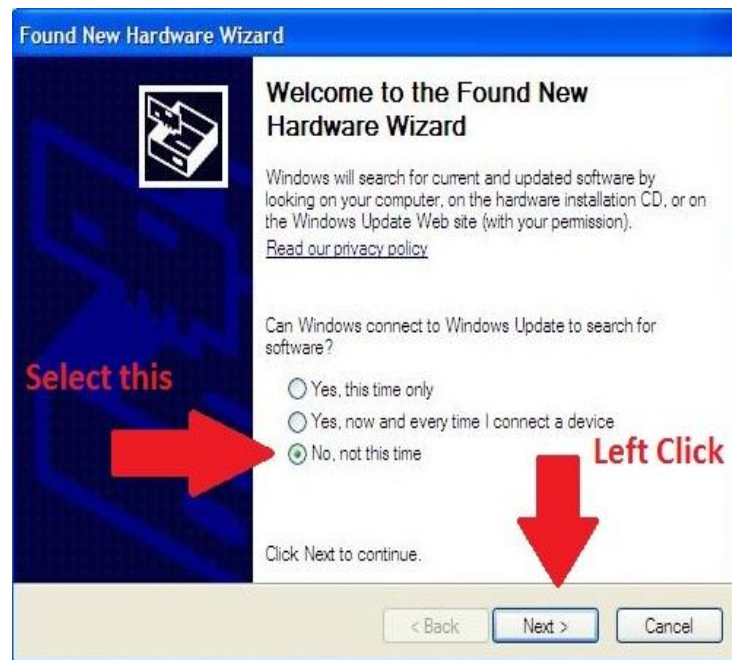 Found New Hardware Wizard
Welcome to the Found New
Hardware Wizard
Windows will search for current and updated software by
looking on your computer, on the hardware installation CD, or on
the Windows Update Web site (with your permission).
Read our privacy policy
Can Windows connect to Windows Update to search for
software?
Select this
Yes, this time only
Yes, now and every time I connect a device
No, not this time
Left Click
Click Next to continue.
< Back
Next >
Cancel